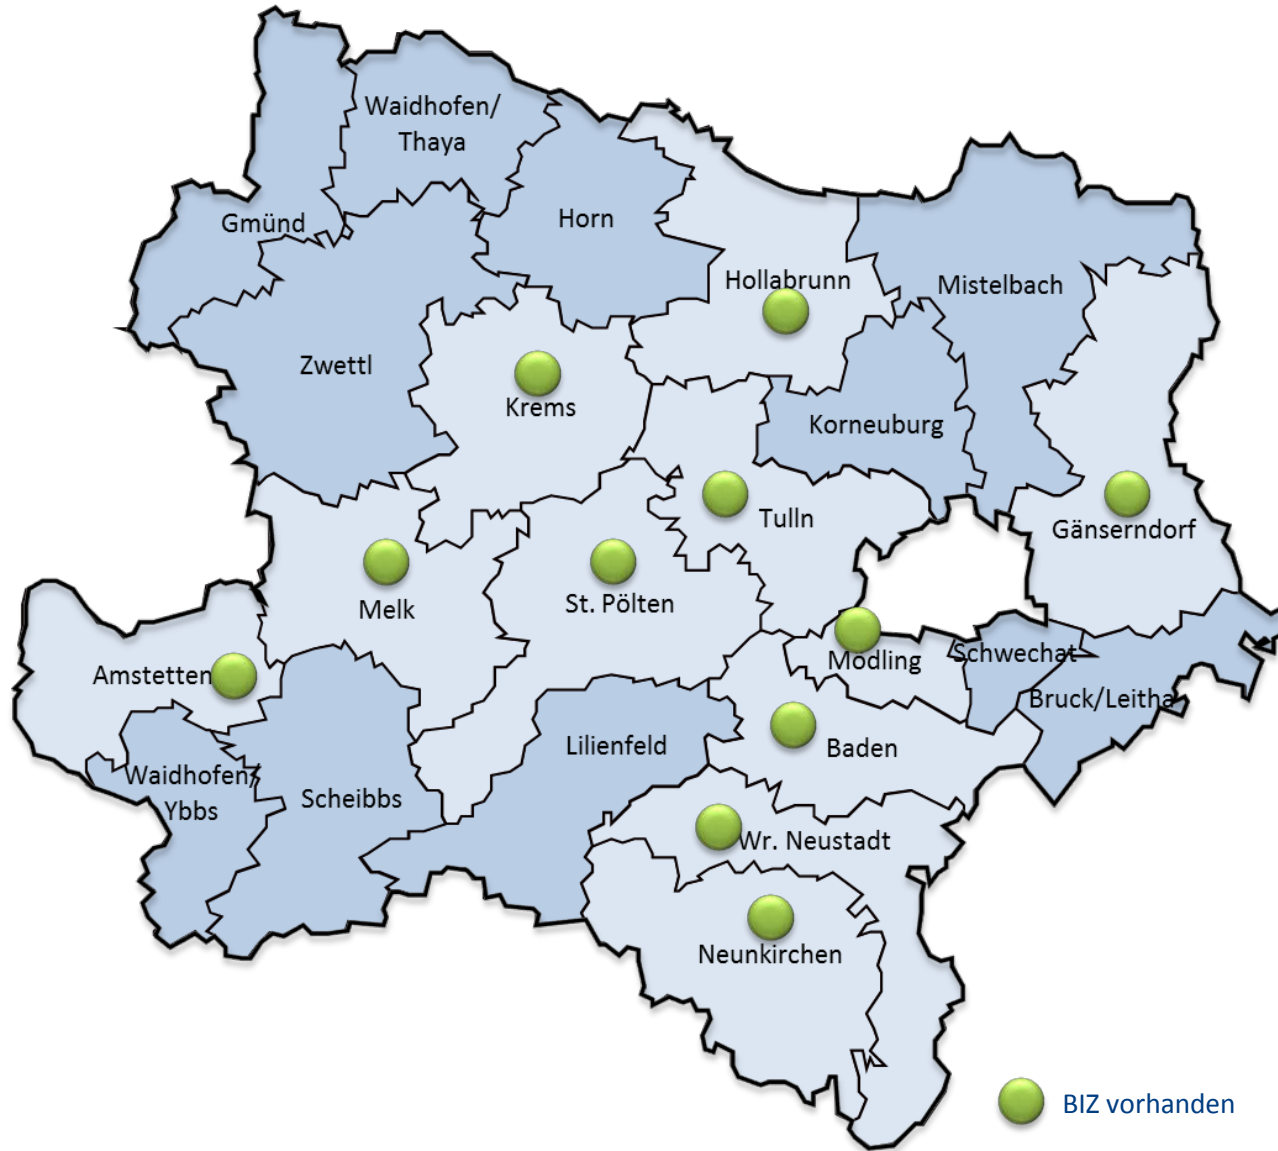 Waidhofen/
Thaya
Gmünd
Horn
Hollabrunn
Mistelbach
Zwettl
Krems
Korneuburg
Tulln
Gänserndorf
Melk
St. Pölten
Amstetten
Mödling
Schwechat
Bruck/Leitha
Lilienfeld
Baden
Waidhofen/
Ybbs
Scheibbs
Wr. Neustadt
Neunkirchen
BIZ vorhanden